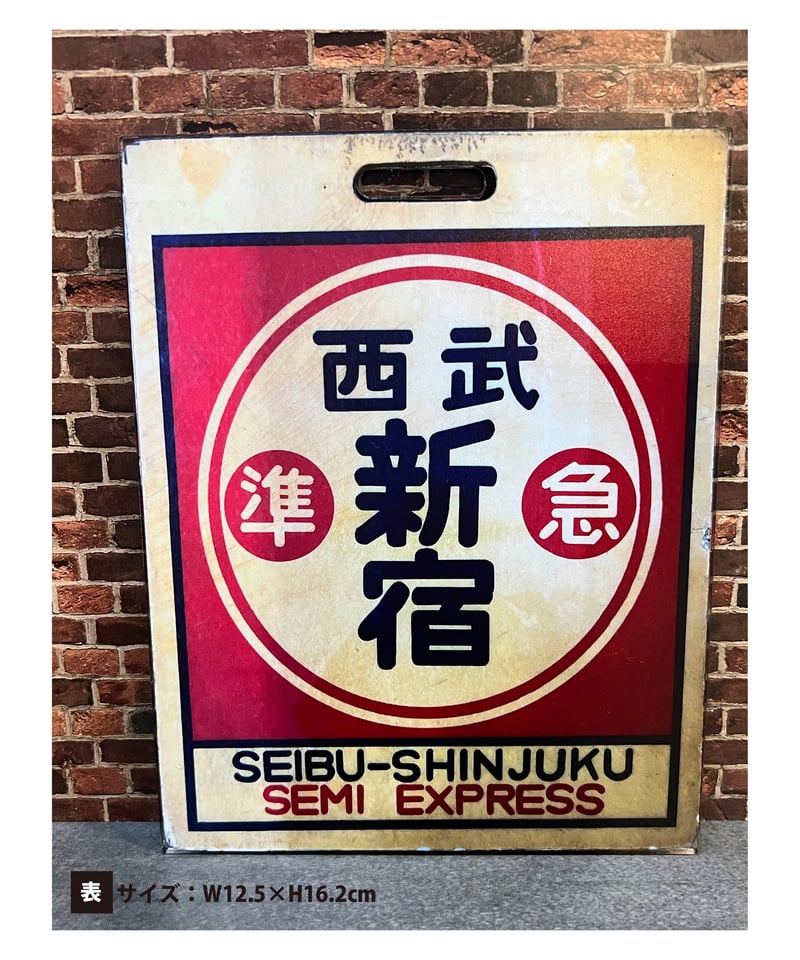 西武
新宿
準急
SEIBU-SHINJUKU
SEMI EXPRESS
表 サイズ：W12.5×H16.2cm